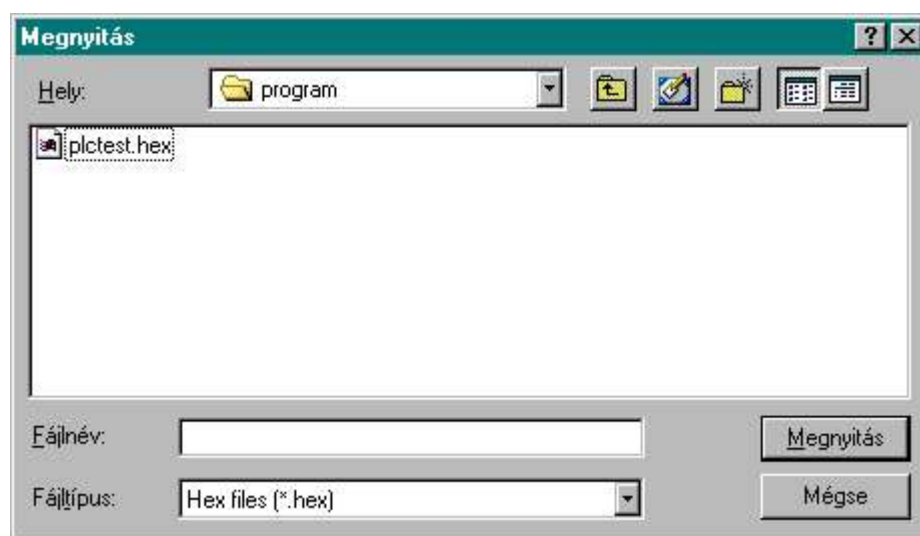 Megnyitás
Hely:
program
plctest.hex
Fájlnév:
Megnyitás
Fájltípus:
Hex files (*.hex)
Mégse